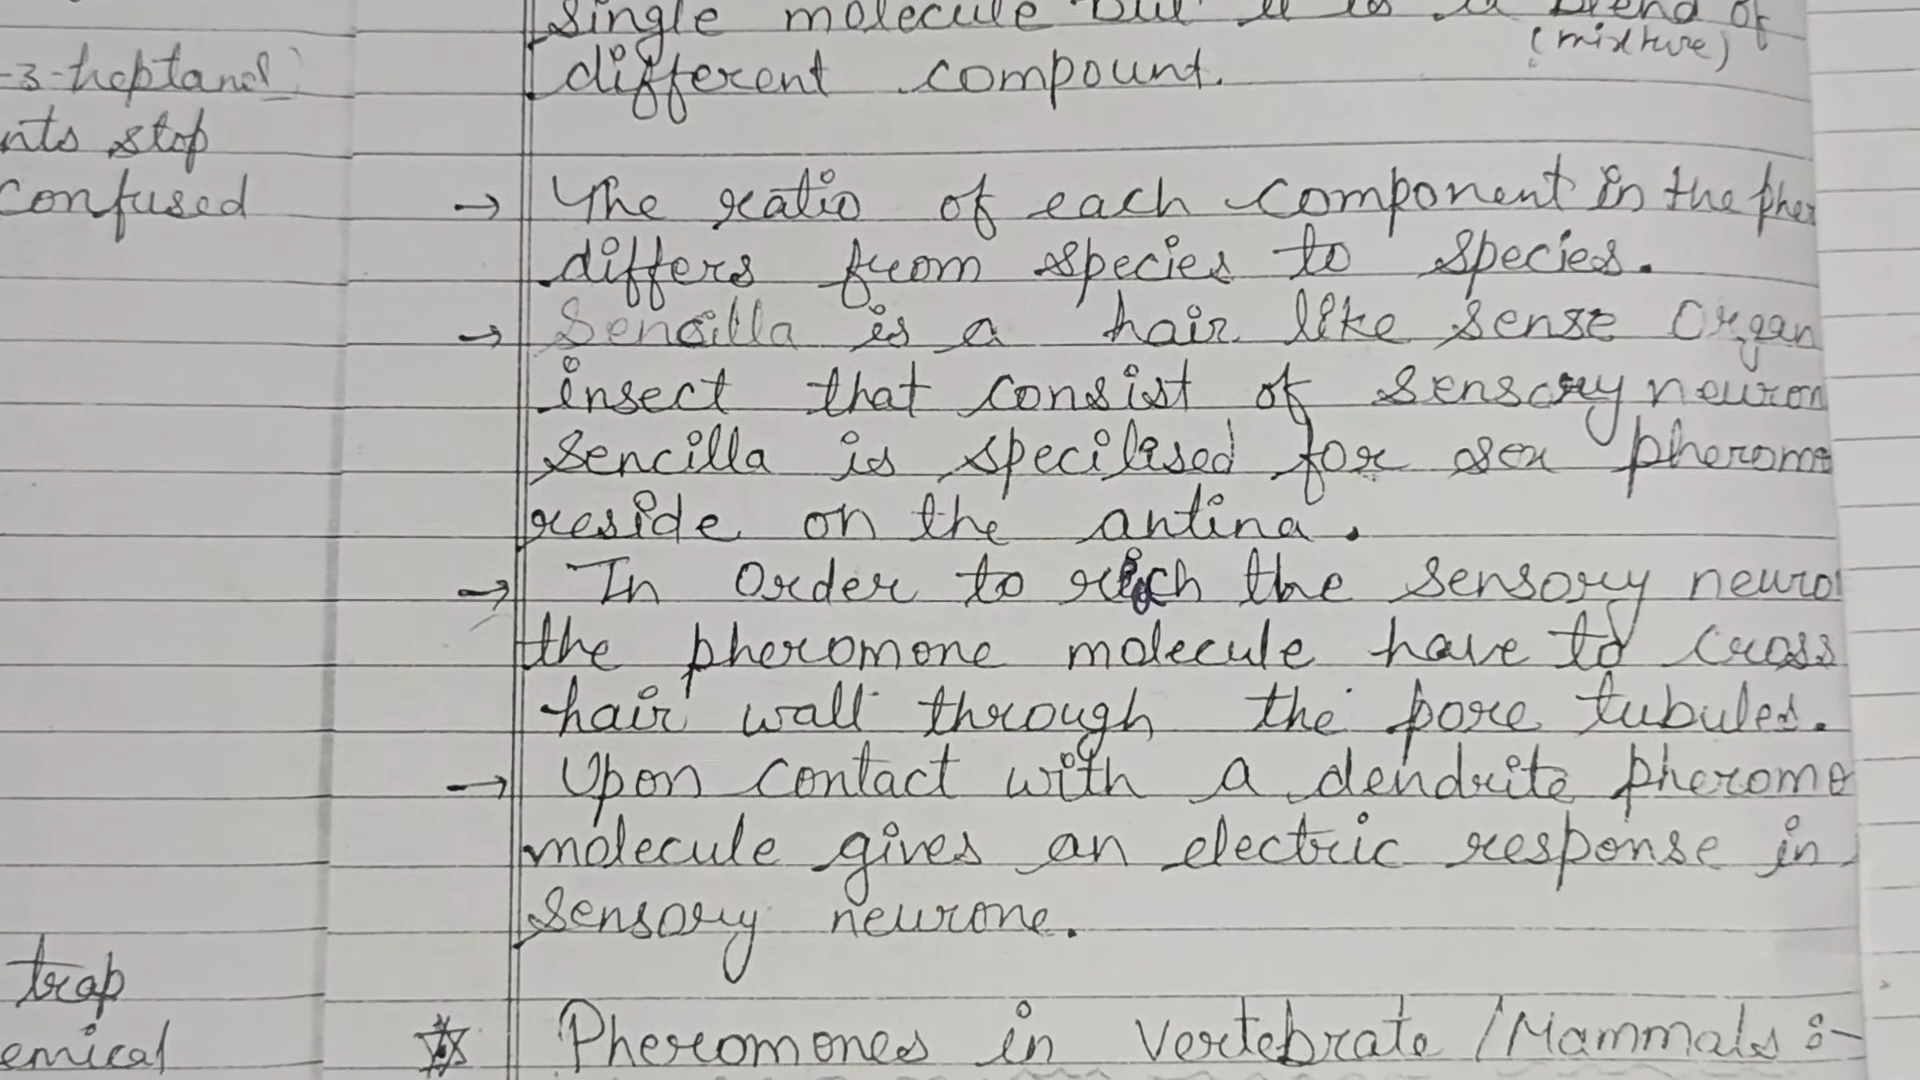 single molecule but it is a blend of
(mixture)
different compount.
-3-heptanol
nts stop
confused
→ The ratio of each component in the pher
differs from species to species.
→ Sencilla is a hair like sense organ
insect that consist of sensory neuron
sencilla is specilised for sex pheromo
reside on the antina.
→ In order to reach the sensory neuro
the pheromone molecule have to cross
hair wall through the pore tubules.
→ Upon contact with a dendrite pheromo
molecule gives an electric response in
sensory neurone.
trap
emical
☆ Pheromones in Vertebrate / Mammals :-